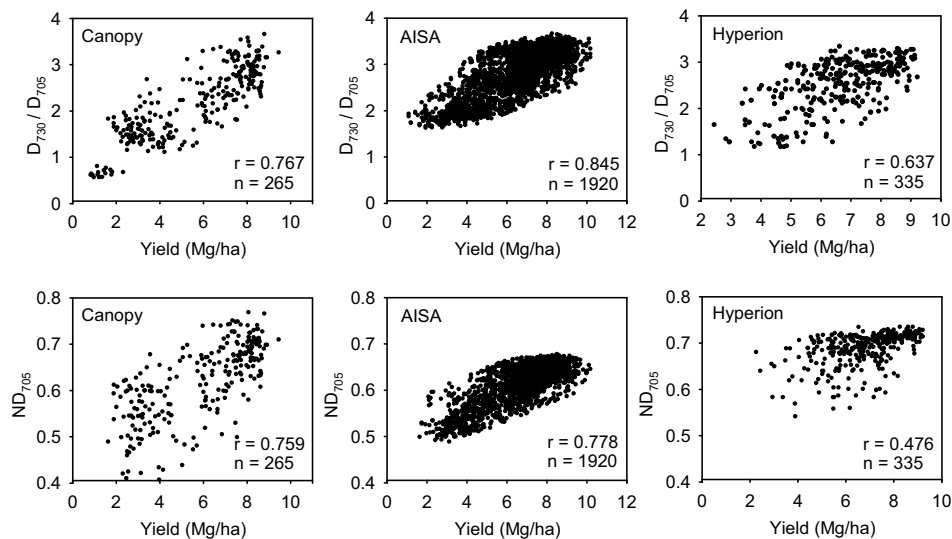 Canopy
AISA
Hyperion
D730 / D705
4
3
2
1
0
r = 0.767
n = 265
0 2 4 6 8 10
Yield (Mg/ha)
D730 / D705
4
3
2
1
0
r = 0.845
n = 1920
0 2 4 6 8 10 12
Yield (Mg/ha)
D730 / D705
4
3
2
1
0
r = 0.637
n = 335
2 3 4 5 6 7 8 9 10
Yield (Mg/ha)
Canopy
AISA
Hyperion
ND705
0.8
0.7
0.6
0.5
0.4
r = 0.759
n = 265
0 2 4 6 8 10
Yield (Mg/ha)
ND705
0.8
0.7
0.6
0.5
0.4
r = 0.778
n = 1920
0 2 4 6 8 10 12
Yield (Mg/ha)
ND705
0.8
0.7
0.6
0.5
0.4
r = 0.476
n = 335
0 2 4 6 8 10
Yield (Mg/ha)